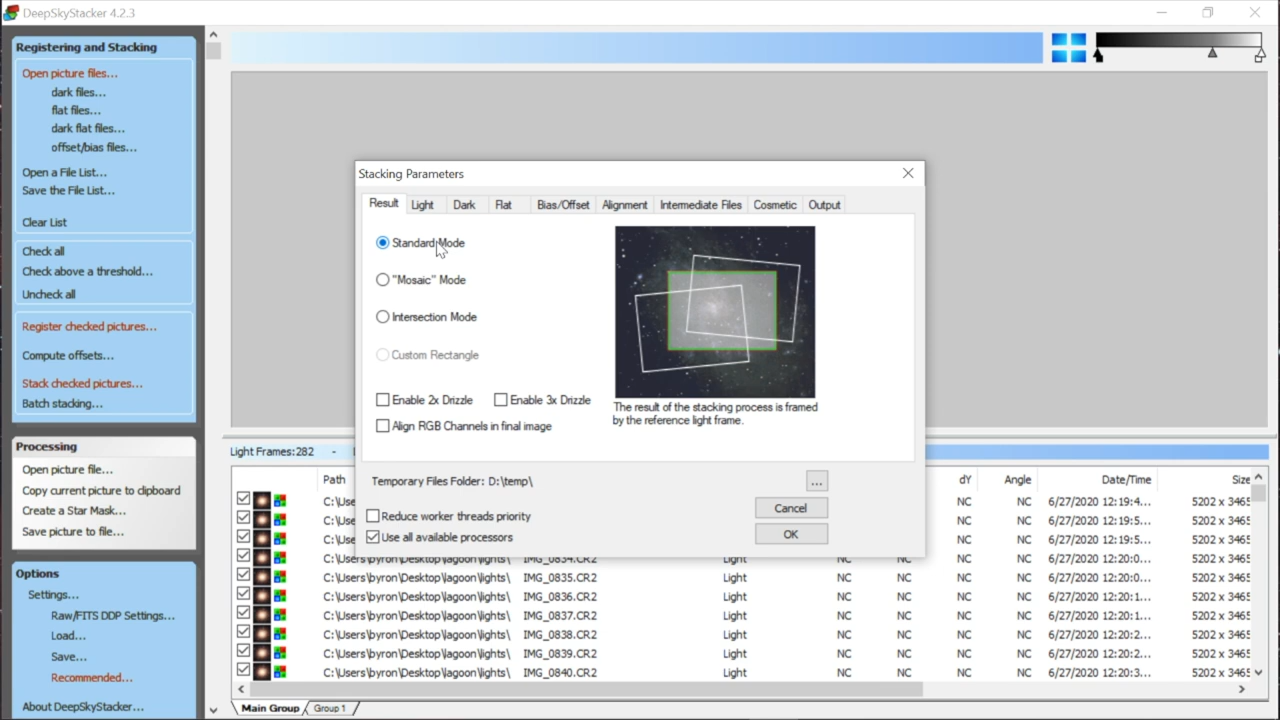 DeepSkyStacker 4.2.3
Registering and Stacking
Open picture files...
dark files...
flat files...
dark flat files...
offset/bias files...
Open a File List...
Save the File List...
Clear List
Check all
Check above a threshold...
Uncheck all
Register checked pictures...
Compute offsets...
Stack checked pictures...
Batch stacking...
Processing
Open picture file...
Copy current picture to clipboard
Create a Star Mask...
Save picture to file...
Options
Settings...
Raw/FITS DDP Settings...
Load...
Save...
Recommended...
About DeepSkyStacker...
Stacking Parameters
Result Light Dark Flat Bias/Offset Alignment Intermediate Files Cosmetic Output
Standard Mode
"Mosaic" Mode
Intersection Mode
Custom Rectangle
Enable 2x Drizzle Enable 3x Drizzle
Align RGB Channels in final image
The result of the stacking process is framed
by the reference light frame.
Temporary Files Folder: D:\temp\
...
Reduce worker threads priority
Use all available processors
Cancel
OK
Light Frames:282 -
Path dY Angle Date/Time Size
C:\Use NC NC 6/27/2020 12:19:4... 5202 x 3465
C:\Use NC NC 6/27/2020 12:19:5... 5202 x 3465
C:\Use NC NC 6/27/2020 12:19:5... 5202 x 3465
C:\Users\byron\Desktop\lagoon\lights\ IMG_0834.CR2 Light NC NC NC 6/27/2020 12:20:0... 5202 x 3465
C:\Users\byron\Desktop\lagoon\lights\ IMG_0835.CR2 Light NC NC NC 6/27/2020 12:20:0... 5202 x 3465
C:\Users\byron\Desktop\lagoon\lights\ IMG_0836.CR2 Light NC NC NC 6/27/2020 12:20:1... 5202 x 3465
C:\Users\byron\Desktop\lagoon\lights\ IMG_0837.CR2 Light NC NC NC 6/27/2020 12:20:1... 5202 x 3465
C:\Users\byron\Desktop\lagoon\lights\ IMG_0838.CR2 Light NC NC NC 6/27/2020 12:20:2... 5202 x 3465
C:\Users\byron\Desktop\lagoon\lights\ IMG_0839.CR2 Light NC NC NC 6/27/2020 12:20:2... 5202 x 3465
C:\Users\byron\Desktop\lagoon\lights\ IMG_0840.CR2 Light NC NC NC 6/27/2020 12:20:3... 5202 x 3465
Main Group Group 1